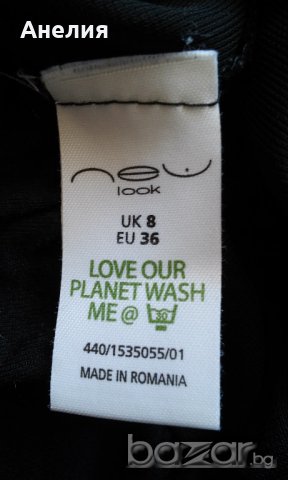 Анелия
new
look
UK 8
EU 36
LOVE OUR
PLANET WASH
ME @ 30
440/1535055/01
MADE IN ROMANIA
bazar.bg